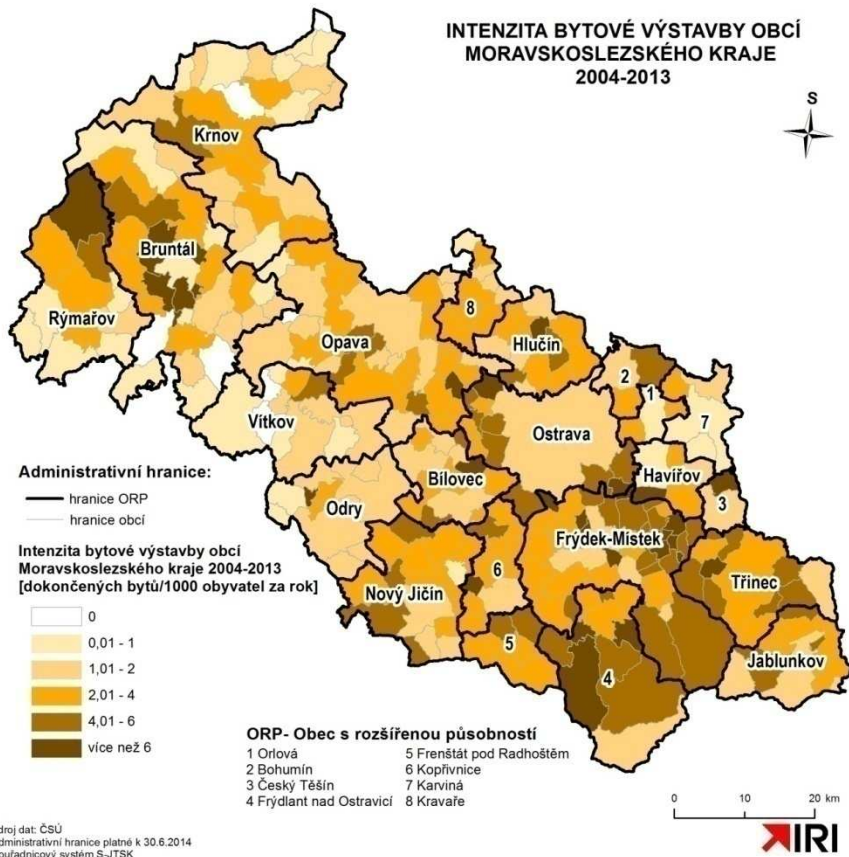 INTENZITA BYTOVÉ VÝSTAVBY OBCÍ
MORAVSKOSLEZSKÉHO KRAJE
2004-2013
S
Krnov
Bruntál
Rýmařov
8
Opava
Hlučín
2
1
7
Vítkov
Ostrava
Havířov
Bílovec
3
Odry
Frýdek-Místek
6
Třinec
Nový Jičín
5
4
Jablunkov
Administrativní hranice:
hranice ORP
hranice obcí
Intenzita bytové výstavby obcí
Moravskoslezského kraje 2004-2013
[dokončených bytů/1000 obyvatel za rok]
0
0,01 - 1
1,01 - 2
2,01 - 4
4,01 - 6
více než 6
ORP- Obec s rozšířenou působností
1 Orlová
2 Bohumín
3 Český Těšín
4 Frýdlant nad Ostravicí
5 Frenštát pod Radhoštěm
6 Kopřivnice
7 Karviná
8 Kravaře
0 10 20 km
IRI
droj dat: ČSÚ
dministrativní hranice platné k 30.6.2014
ouřadnicový systém S-JTSK